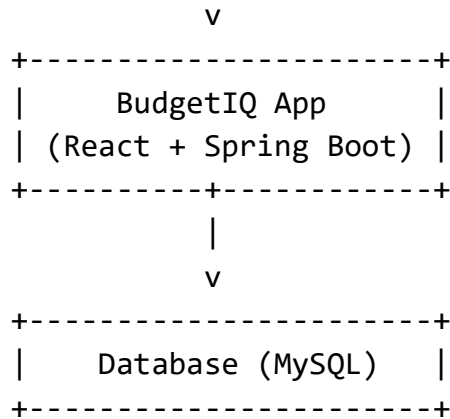 v
+------------------------+
|     BudgetIQ App      |
| (React + Spring Boot) |
+----------+------------+
|
v
+------------------------+
|    Database (MySQL)   |
+------------------------+